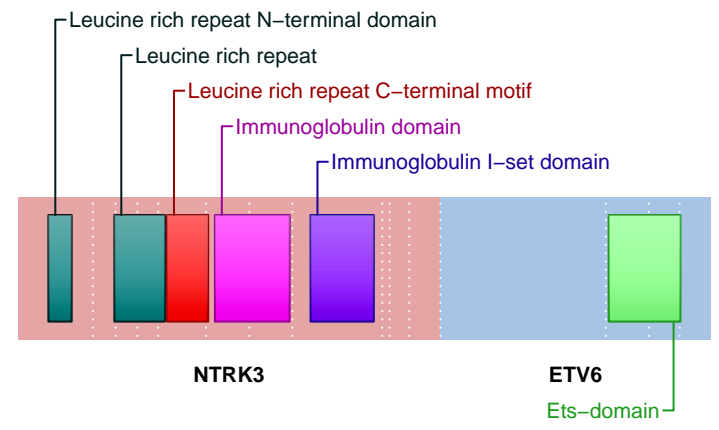 Leucine rich repeat N−terminal domain
Leucine rich repeat
Leucine rich repeat C−terminal motif
Immunoglobulin domain
Immunoglobulin I−set domain
NTRK3
ETV6
Ets−domain